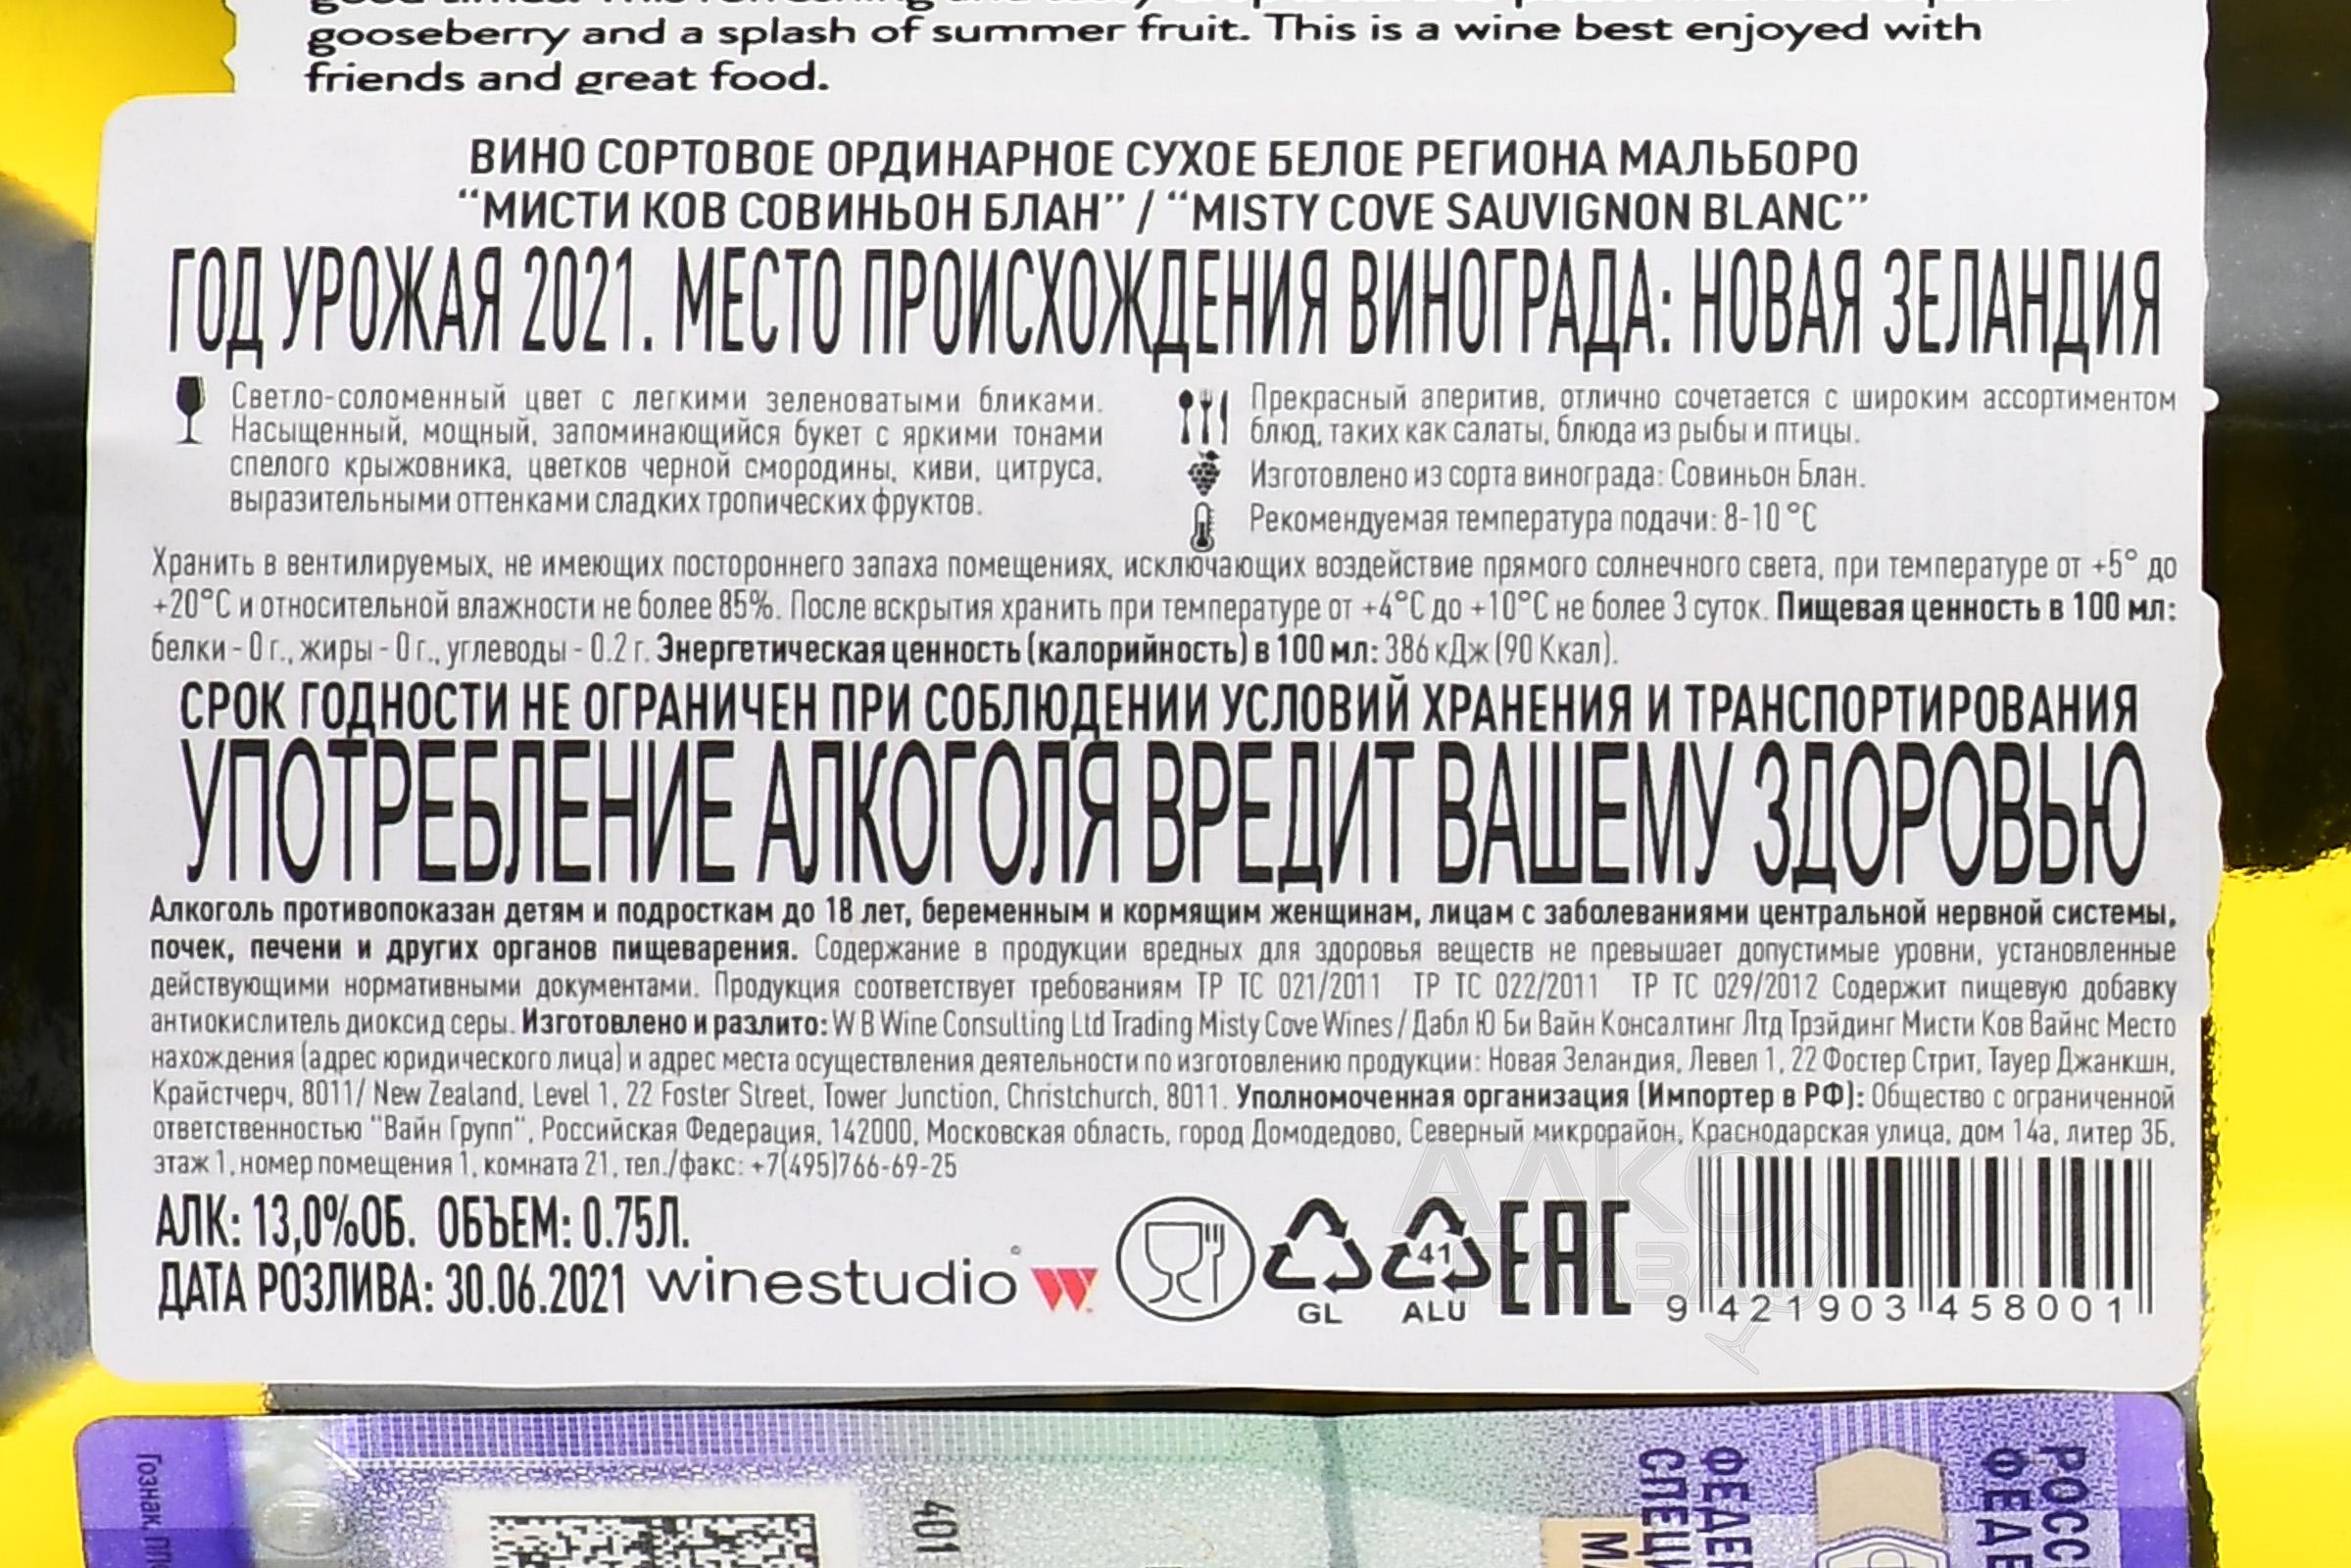 gooseberry and a splash of summer fruit. This is a wine best enjoyed with
friends and great food.
ВИНО СОРТОВОЕ ОРДИНАРНОЕ СУХОЕ БЕЛОЕ РЕГИОНА МАЛЬБОРО
“МИСТИ КОВ СОВИНЬОН БЛАН” / “MISTY COVE SAUVIGNON BLANC”
ГОД УРОЖАЯ 2021. МЕСТО ПРОИСХОЖДЕНИЯ ВИНОГРАДА: НОВАЯ ЗЕЛАНДИЯ
Светло-соломенный цвет с легкими зеленоватыми бликами.
Насыщенный, мощный, запоминающийся букет с яркими тонами
спелого крыжовника, цветков черной смородины, киви, цитруса,
выразительными оттенками сладких тропических фруктов.
Прекрасный аперитив, отлично сочетается с широким ассортиментом
блюд, таких как салаты, блюда из рыбы и птицы.
Изготовлено из сорта винограда: Совиньон Блан.
Рекомендуемая температура подачи: 8-10 °C
Хранить в вентилируемых, не имеющих постороннего запаха помещениях, исключающих воздействие прямого солнечного света, при температуре от +5° до
+20°С и относительной влажности не более 85%. После вскрытия хранить при температуре от +4°С до +10°С не более 3 суток. Пищевая ценность в 100 мл:
белки - 0 г., жиры - 0 г., углеводы - 0.2 г. Энергетическая ценность (калорийность) в 100 мл: 386 кДж (90 Ккал).
СРОК ГОДНОСТИ НЕ ОГРАНИЧЕН ПРИ СОБЛЮДЕНИИ УСЛОВИЙ ХРАНЕНИЯ И ТРАНСПОРТИРОВАНИЯ
УПОТРЕБЛЕНИЕ АЛКОГОЛЯ ВРЕДИТ ВАШЕМУ ЗДОРОВЬЮ
Алкоголь противопоказан детям и подросткам до 18 лет, беременным и кормящим женщинам, лицам с заболеваниями центральной нервной системы,
почек, печени и других органов пищеварения. Содержание в продукции вредных для здоровья веществ не превышает допустимые уровни, установленные
действующими нормативными документами. Продукция соответствует требованиям ТР ТС 021/2011 ТР ТС 022/2011 ТР ТС 029/2012 Содержит пищевую добавку
антиокислитель диоксид серы. Изготовлено и разлито: W B Wine Consulting Ltd Trading Misty Cove Wines / Дабл Ю Би Вайн Консалтинг Лтд Трэйдинг Мисти Ков Вайнс Место
нахождения (адрес юридического лица) и адрес места осуществления деятельности по изготовлению продукции: Новая Зеландия, Левел 1, 22 Фостер Стрит, Тауер Джанкшн,
Крайстчерч, 8011/ New Zealand, Level 1, 22 Foster Street, Tower Junction, Christchurch, 8011. Уполномоченная организация (Импортер в РФ): Общество с ограниченной
ответственностью "Вайн Групп", Российская Федерация, 142000, Московская область, город Домодедово, Северный микрорайон, Краснодарская улица, дом 14а, литер 3Б,
этаж 1, номер помещения 1, комната 21, тел./факс: +7(495)766-69-25
АЛК: 13,0%ОБ. ОБЪЕМ: 0.75Л.
ДАТА РОЗЛИВА: 30.06.2021
winestudio
GL
41
ALU
EAC
9 421903 458001
АЛКО
ПЛАЗА
Гознак
401